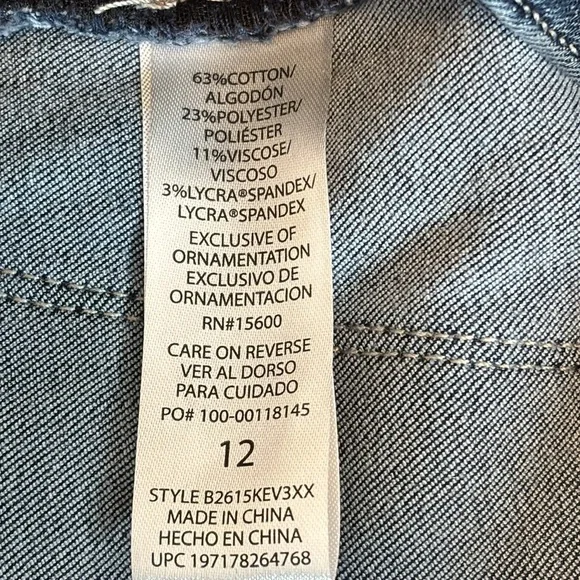 63%COTTON/
ALGODÓN
23%POLYESTER/
POLIÉSTER
11%VISCOSE/
VISCOSO
3%LYCRA®SPANDEX/
LYCRA®SPANDEX
EXCLUSIVE OF
ORNAMENTATION
EXCLUSIVO DE
ORNAMENTACION
RN#15600
CARE ON REVERSE
VER AL DORSO
PARA CUIDADO
PO# 100-00118145
12
STYLE B2615KEV3XX
MADE IN CHINA
HECHO EN CHINA
UPC 197178264768